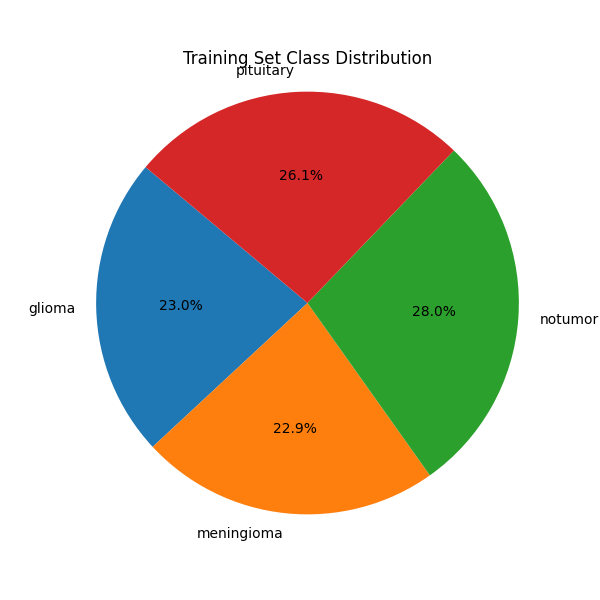 Training Set Class Distribution
pituitary
26.1%
glioma
23.0%
28.0%
notumor
22.9%
meningioma